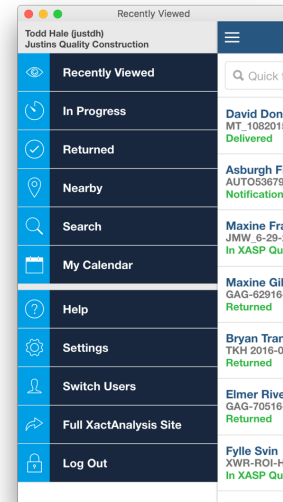 Recently Viewed
Todd Hale (justdh)
Justins Quality Construction
Recently Viewed
In Progress
Returned
Nearby
Search
My Calendar
Help
Settings
Switch Users
Full XactAnalysis Site
Log Out
Quick
David Don
MT_1082015
Delivered
Asburgh F
AUTO53679
Notification
Maxine Fra
JMW_6-29-
In XASP Qu
Maxine Gil
GAG-62916-
Returned
Bryan Tran
TKH 2016-0
Returned
Elmer Rive
GAG-70516-
Returned
Fylle Svin
XWR-ROI-H
In XASP Qu